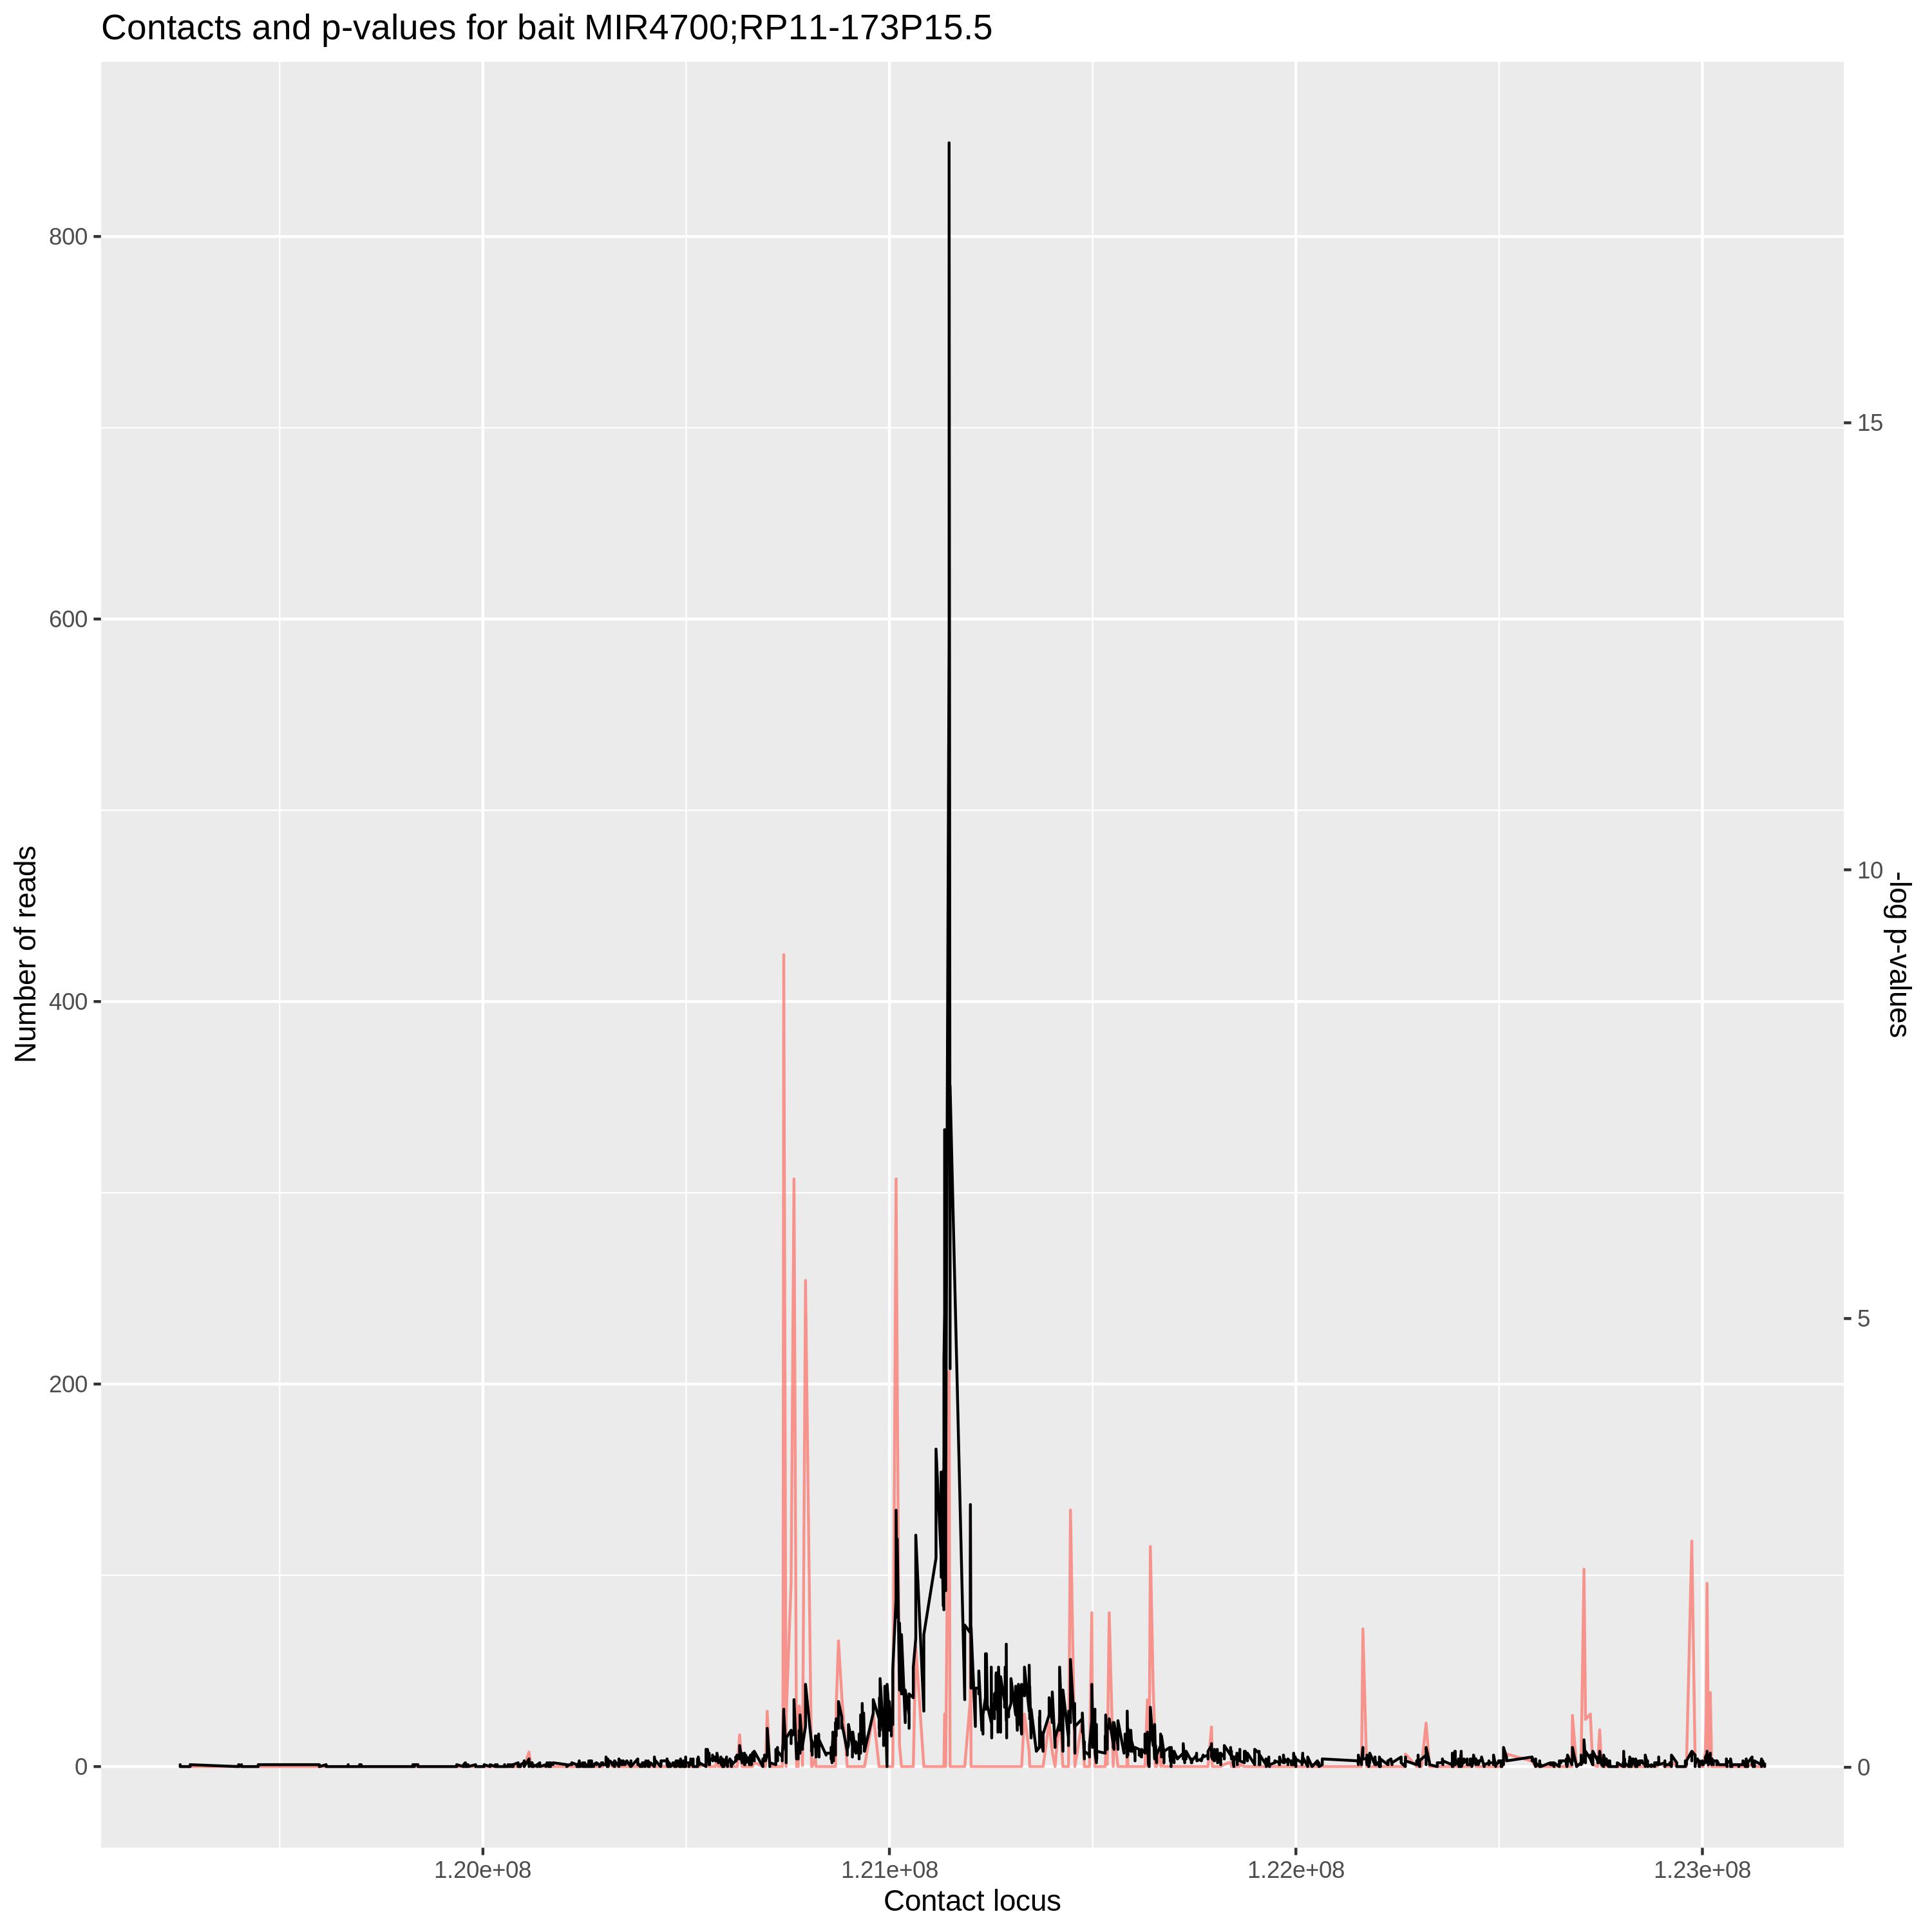 Contacts and p-values for bait MIR4700;RP11-173P15.5
800
600
400
200
0
15
10
5
0
Number of reads
-log p-values
1.20e+08
1.21e+08
1.22e+08
1.23e+08
Contact locus